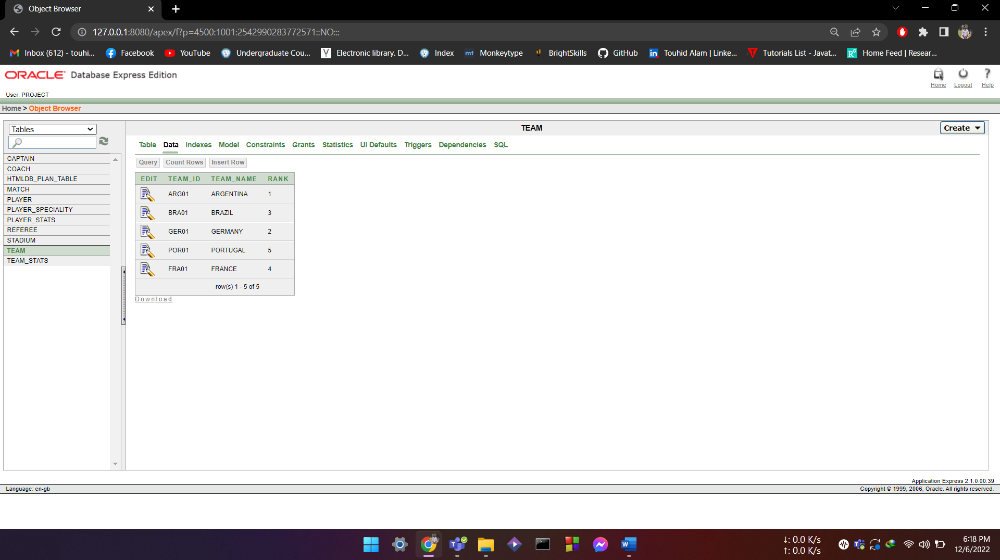 Object Browser
127.0.0.1:8080/apex/f?p=4500:1001:2542990283772571::NO:::
Inbox (612) - touhi... Facebook YouTube Undergraduate Cou... Electronic library. D... Index mt Monkeytype BrightSkills GitHub Touhid Alam | Linke... Tutorials List - Javat... Home Feed | Resear...
ORACLE Database Express Edition
Home Logout Help
User: PROJECT
Home > Object Browser
Tables
TEAM
Create
Table Data Indexes Model Constraints Grants Statistics UI Defaults Triggers Dependencies SQL
CAPTAIN
COACH
HTMLDB_PLAN_TABLE
MATCH
PLAYER
PLAYER_SPECIALITY
PLAYER_STATS
REFEREE
STADIUM
TEAM
TEAM_STATS
Query Count Rows Insert Row
EDIT TEAM_ID TEAM_NAME RANK
ARG01 ARGENTINA 1
BRA01 BRAZIL 3
GER01 GERMANY 2
POR01 PORTUGAL 5
FRA01 FRANCE 4
row(s) 1 - 5 of 5
Download
Application Express 2.1.0.00.39
Language: en-gb
Copyright © 1999, 2006, Oracle. All rights reserved.
↓: 0.0 K/s
↑: 0.0 K/s
6:18 PM
12/6/2022